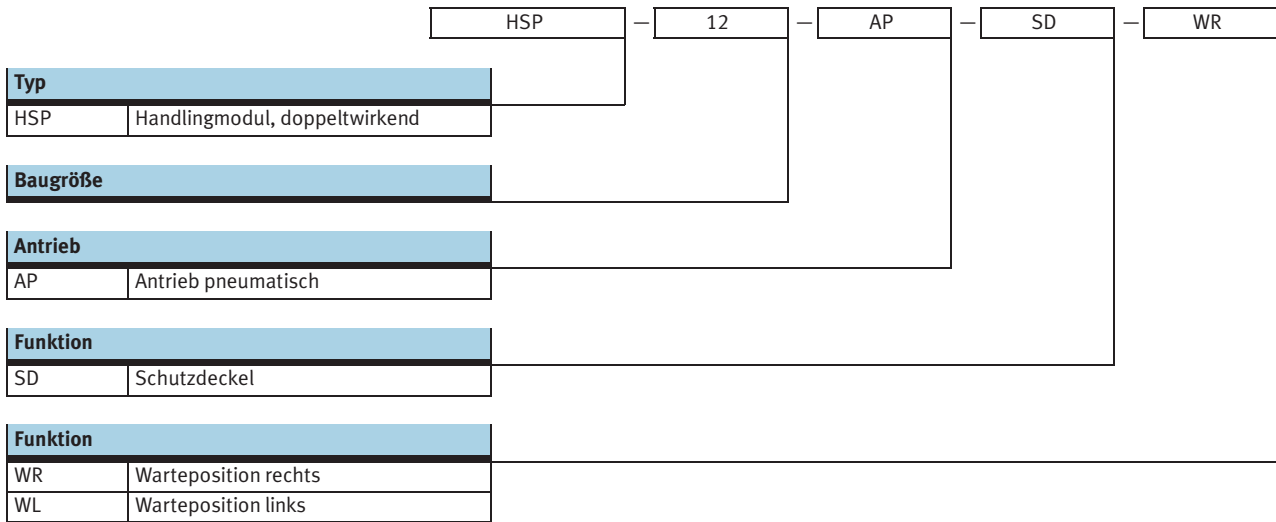 HSP — 12 — AP — SD — WR
Typ
HSP Handlingmodul, doppeltwirkend
Baugröße
Antrieb
AP Antrieb pneumatisch
Funktion
SD Schutzdeckel
Funktion
WR Warteposition rechts
WL Warteposition links